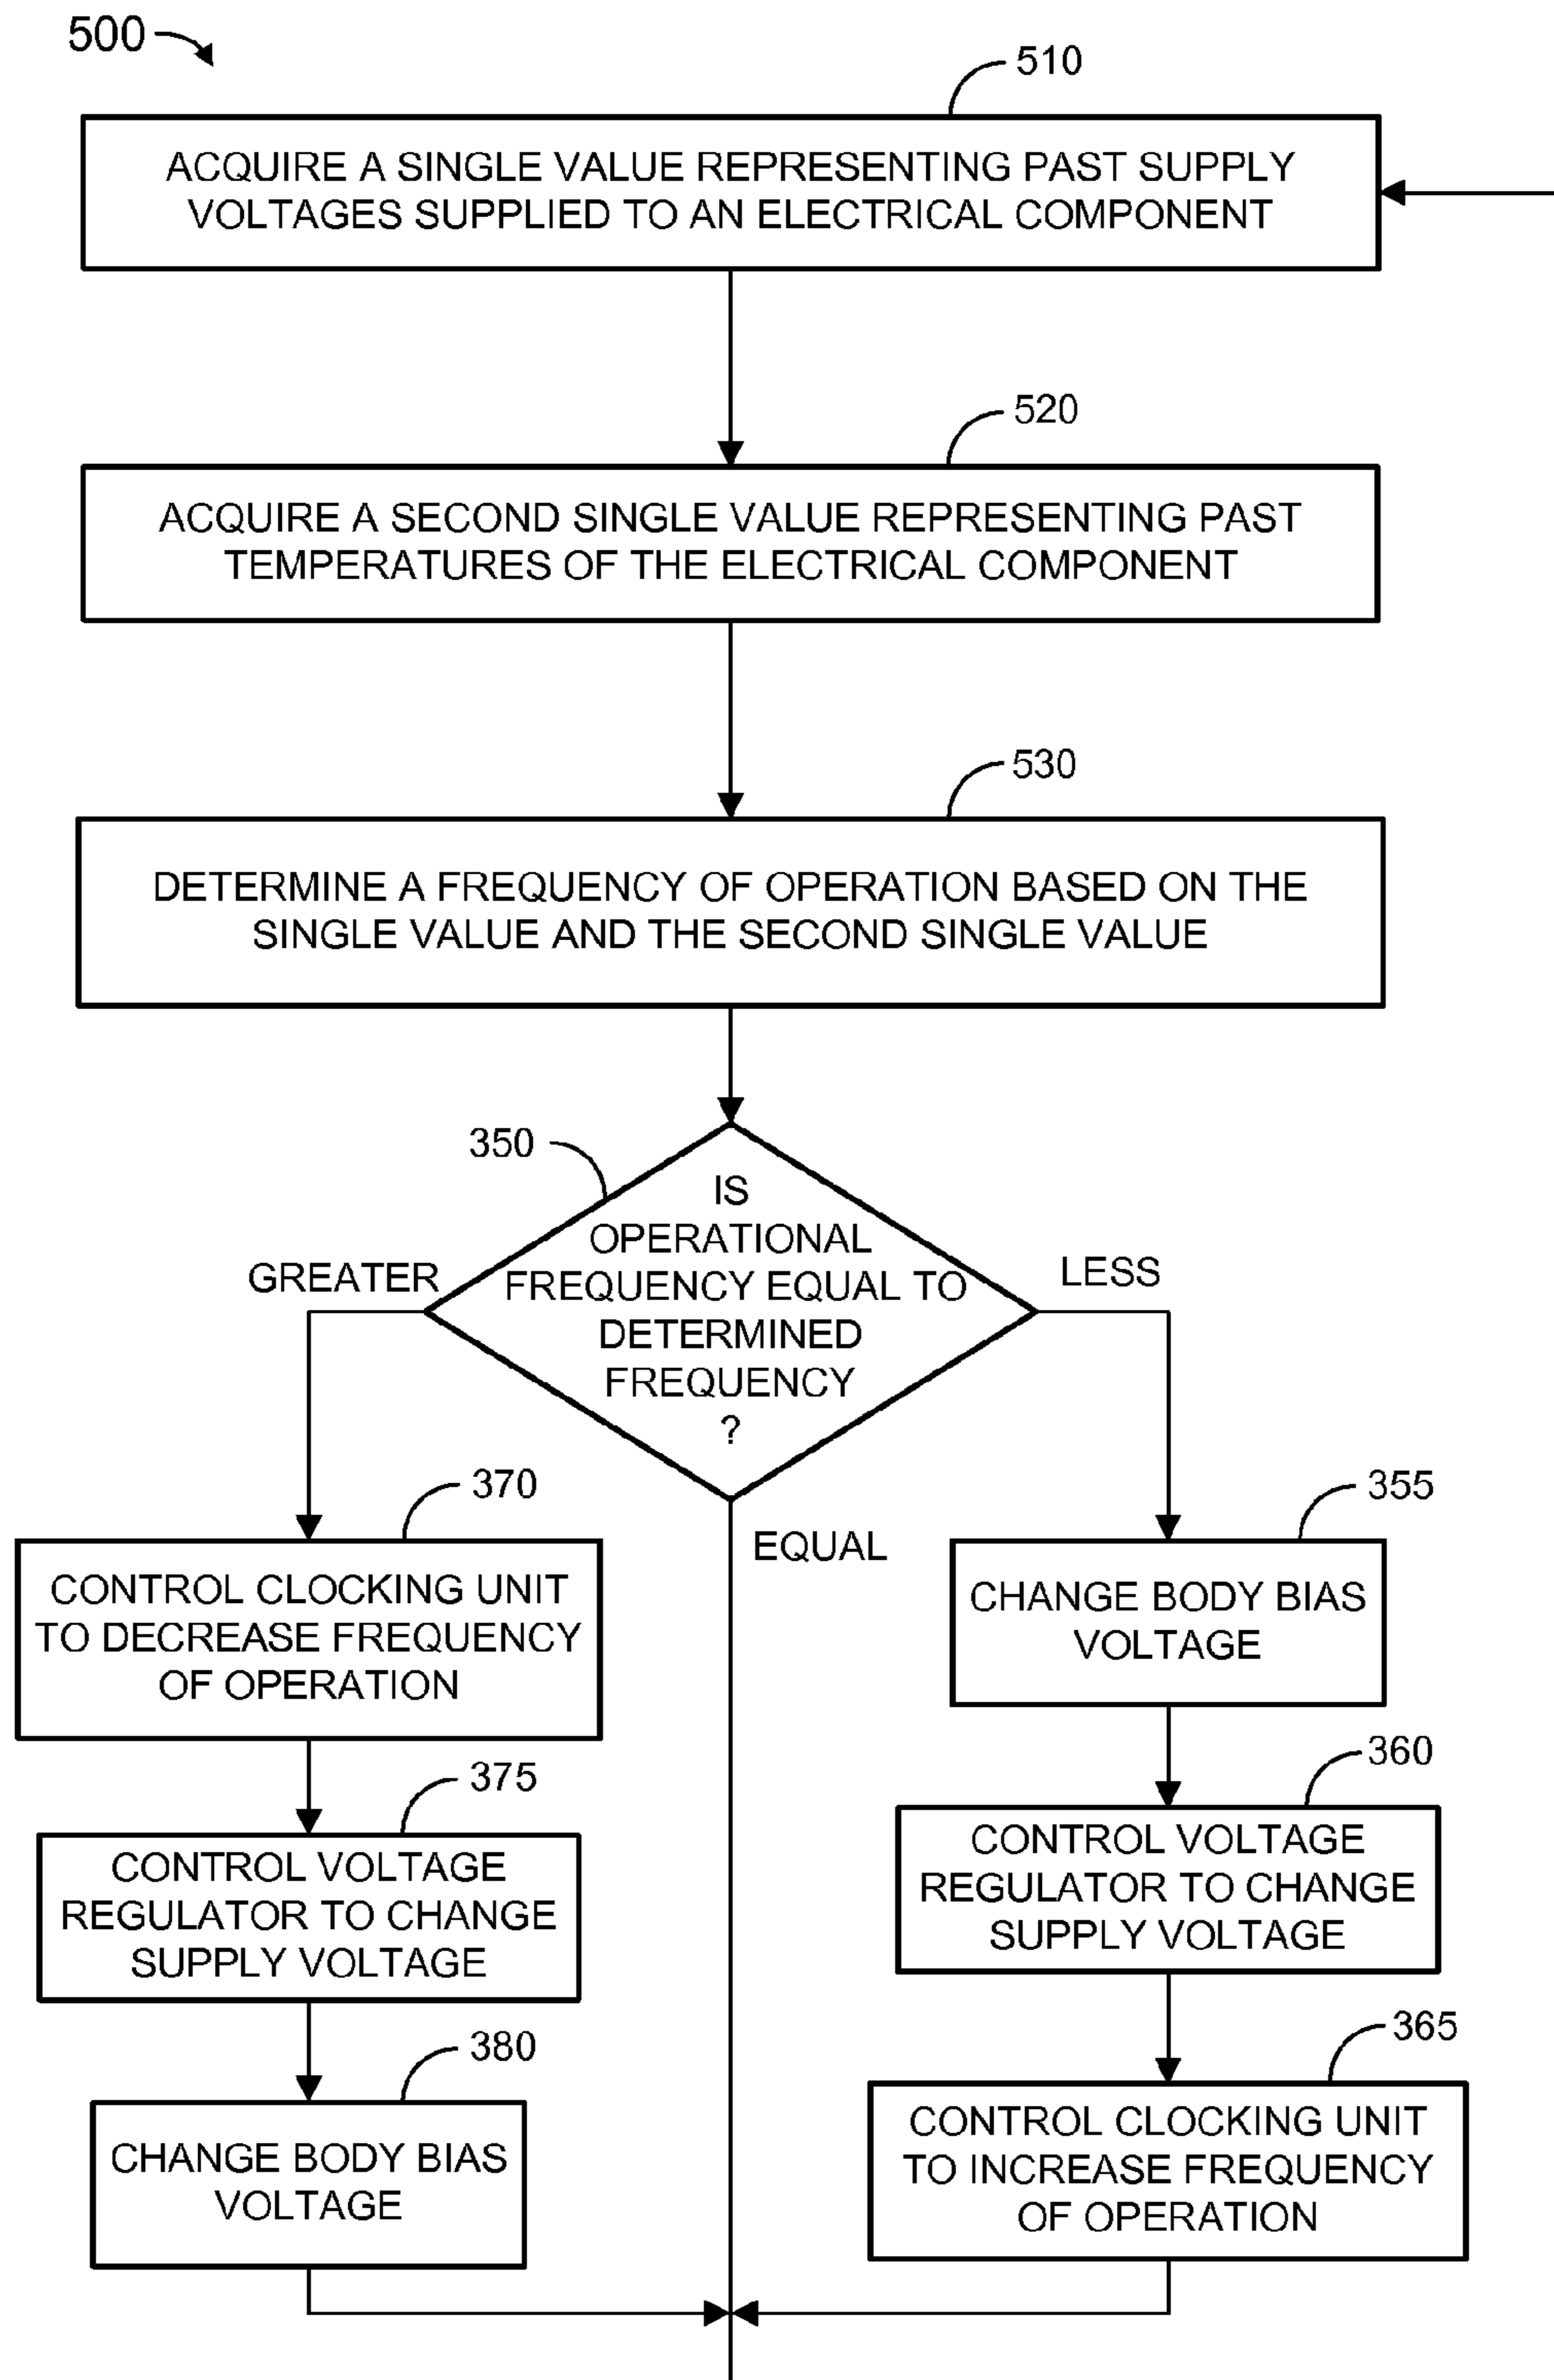 500
510
ACQUIRE A SINGLE VALUE REPRESENTING PAST SUPPLY
VOLTAGES SUPPLIED TO AN ELECTRICAL COMPONENT
520
ACQUIRE A SECOND SINGLE VALUE REPRESENTING PAST
TEMPERATURES OF THE ELECTRICAL COMPONENT
530
DETERMINE A FREQUENCY OF OPERATION BASED ON THE
SINGLE VALUE AND THE SECOND SINGLE VALUE
350
IS
OPERATIONAL
FREQUENCY EQUAL TO
DETERMINED
FREQUENCY
?
GREATER
LESS
EQUAL
370
CONTROL CLOCKING UNIT
TO DECREASE FREQUENCY
OF OPERATION
375
CONTROL VOLTAGE
REGULATOR TO CHANGE
SUPPLY VOLTAGE
380
CHANGE BODY BIAS
VOLTAGE
355
CHANGE BODY BIAS
VOLTAGE
360
CONTROL VOLTAGE
REGULATOR TO CHANGE
SUPPLY VOLTAGE
365
CONTROL CLOCKING UNIT
TO INCREASE FREQUENCY
OF OPERATION